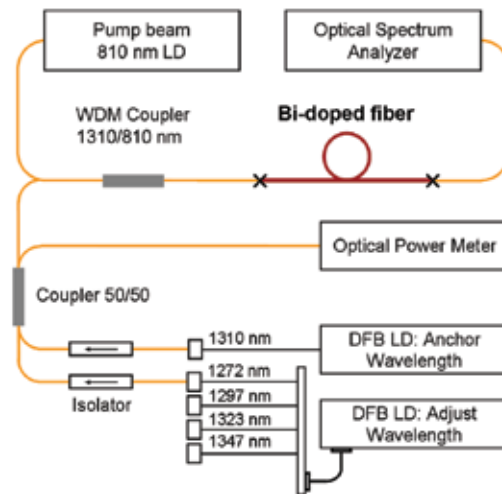 Pump beam
810 nm LD
Optical Spectrum
Analyzer
WDM Coupler
1310/810 nm
Bi-doped fiber
Optical Power Meter
Coupler 50/50
1310 nm
DFB LD: Anchor
Wavelength
1272 nm
1297 nm
Isolator
DFB LD: Adjust
Wavelength
1323 nm
1347 nm